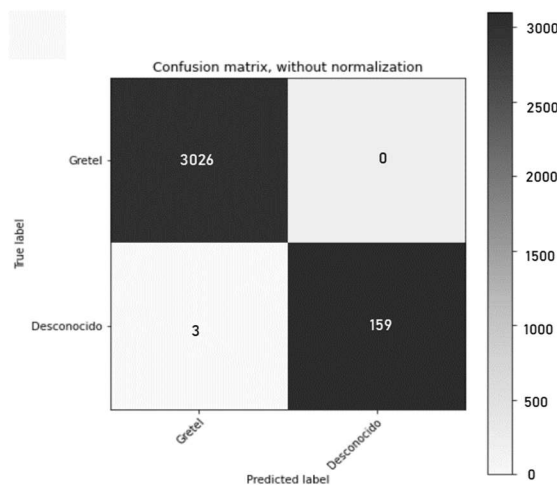 Confusion matrix, without normalization
True label
Gretel
3026
0
Desconocido
3
159
Gretel
Desconocido
Predicted label
3000
2500
2000
1500
1000
500
0